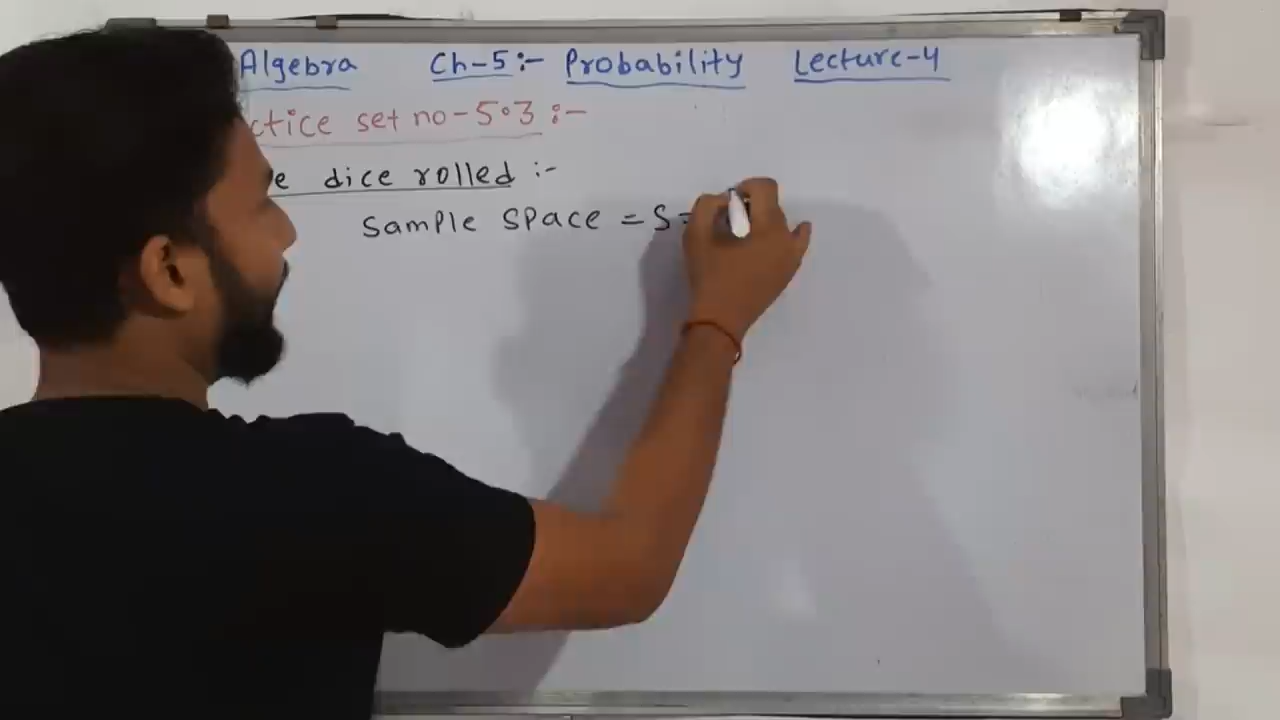 Algebra Ch-5:- Probability Lecture-4
ctice set no-5.3 :-
e dice rolled :-
Sample Space = S =